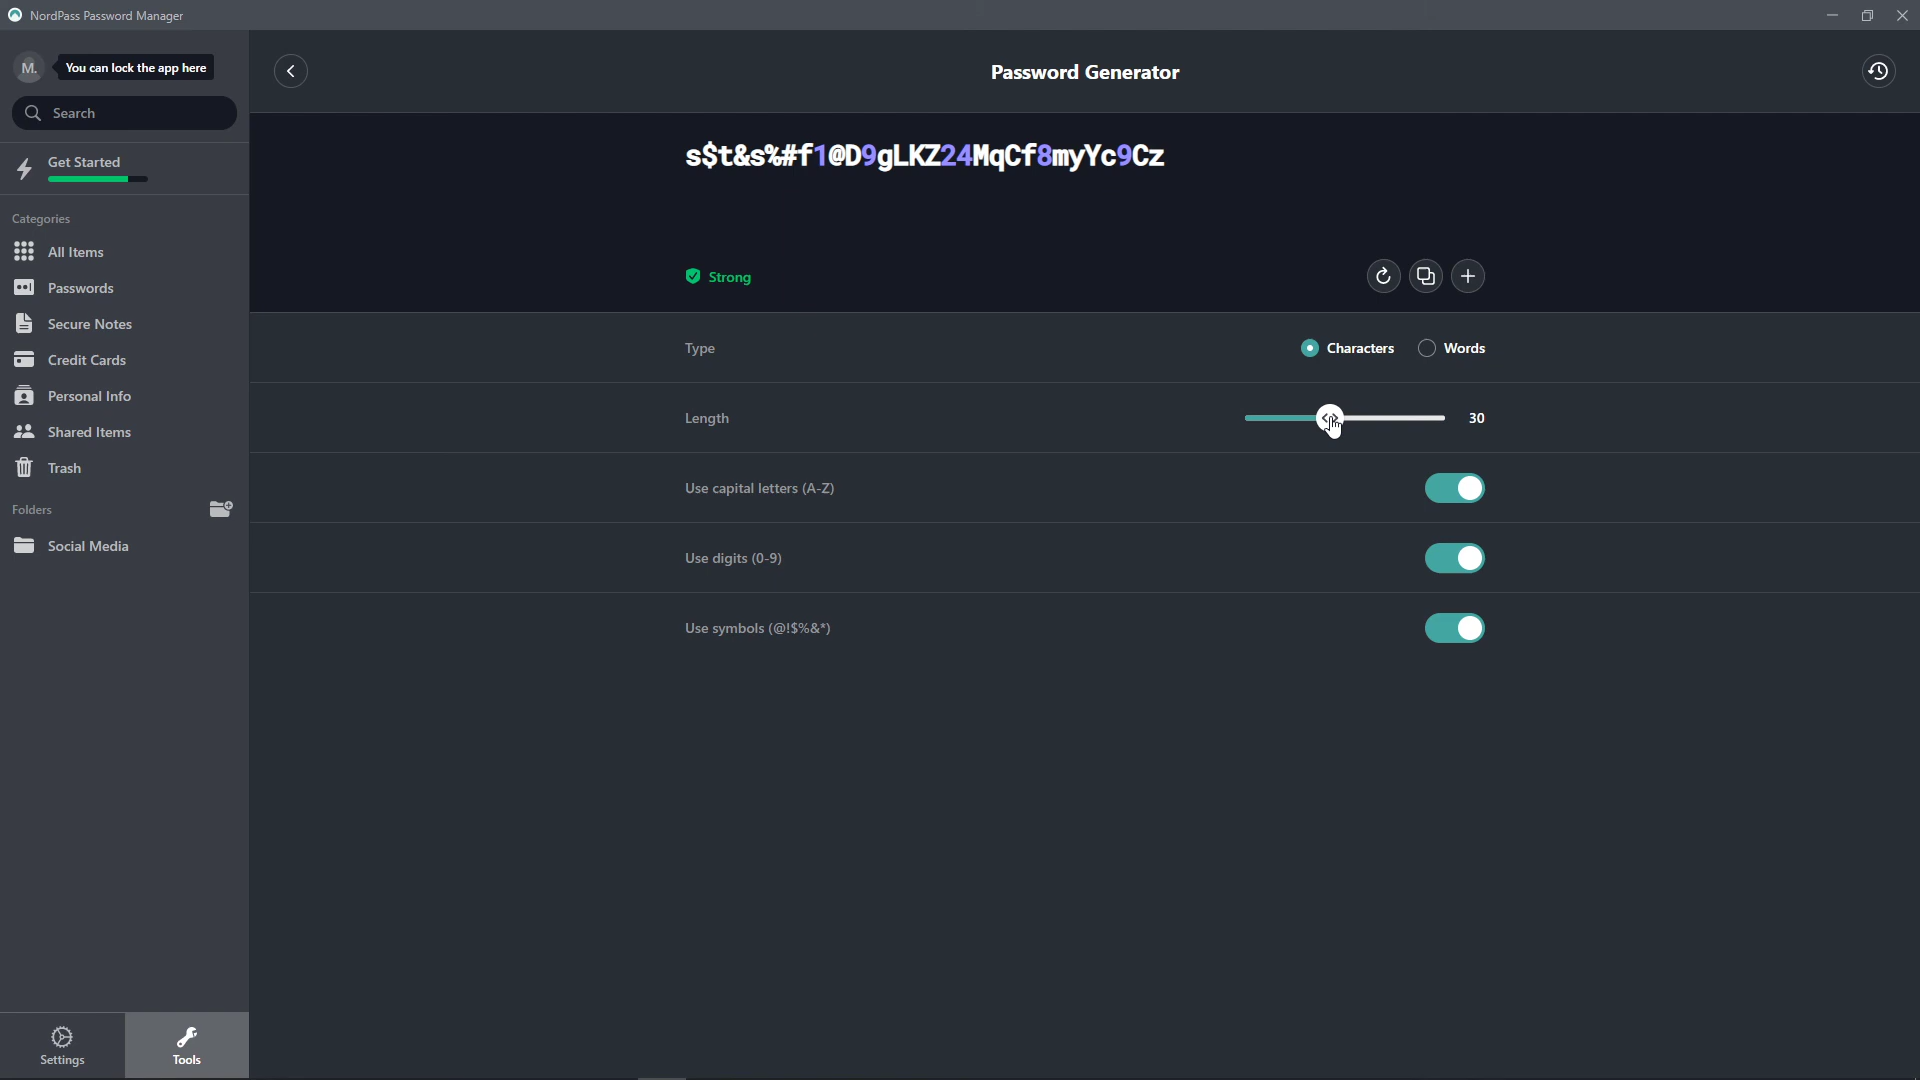 NordPass Password Manager
M.
You can lock the app here
Search
Get Started
Categories
All Items
Passwords
Secure Notes
Credit Cards
Personal Info
Shared Items
Trash
Folders
Social Media
Settings
Tools
Password Generator
s$t&s%#f1@D9gLKZ24MqCf8myYc9Cz
Strong
Type
Characters
Words
Length
30
Use capital letters (A-Z)
Use digits (0-9)
Use symbols (@!$%&*)